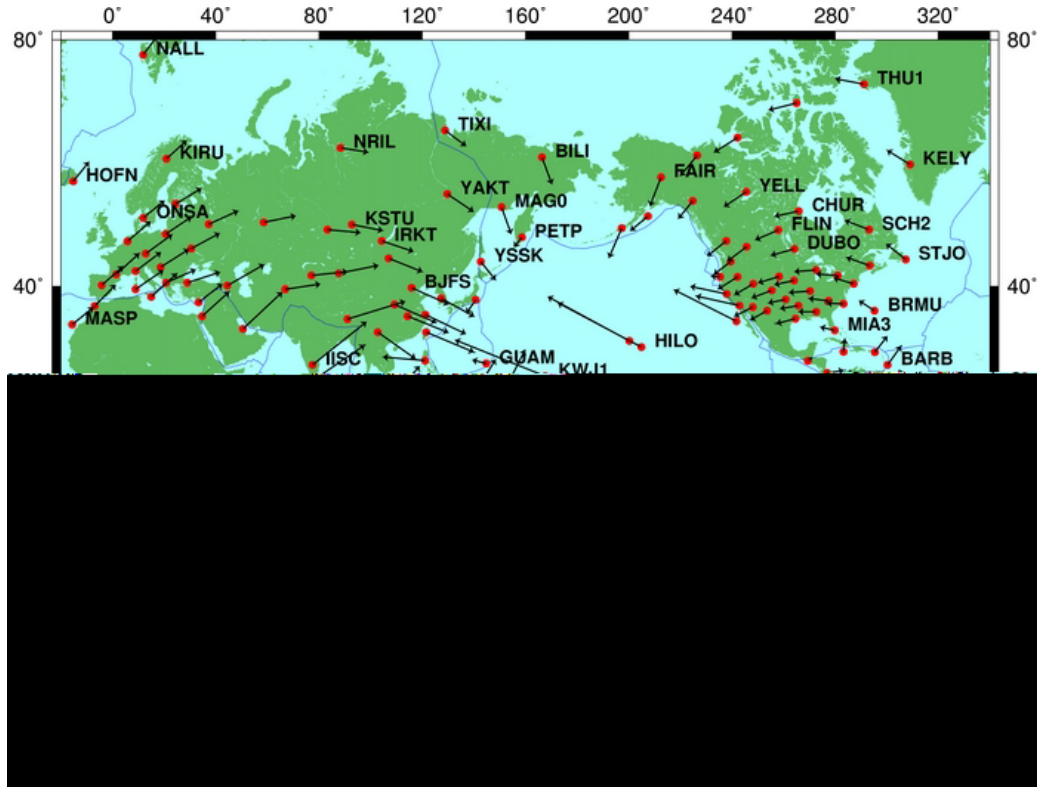 0° 40° 80° 120° 160° 200° 240° 280° 320°
80° 80°
NALL
THU1
TIXI
NRIL
KIRU
BILI
KELY
HOFN
FAIR
YAKT
YELL
MAG0
CHUR
ONSA
KSTU
FLIN
SCH2
PETP
IRKT
DUBO
STJO
YSSK
40° BJFS 40°
BRMU
MASP
MIA3
HILO
IISC
GUAM
BARB
KWJ1